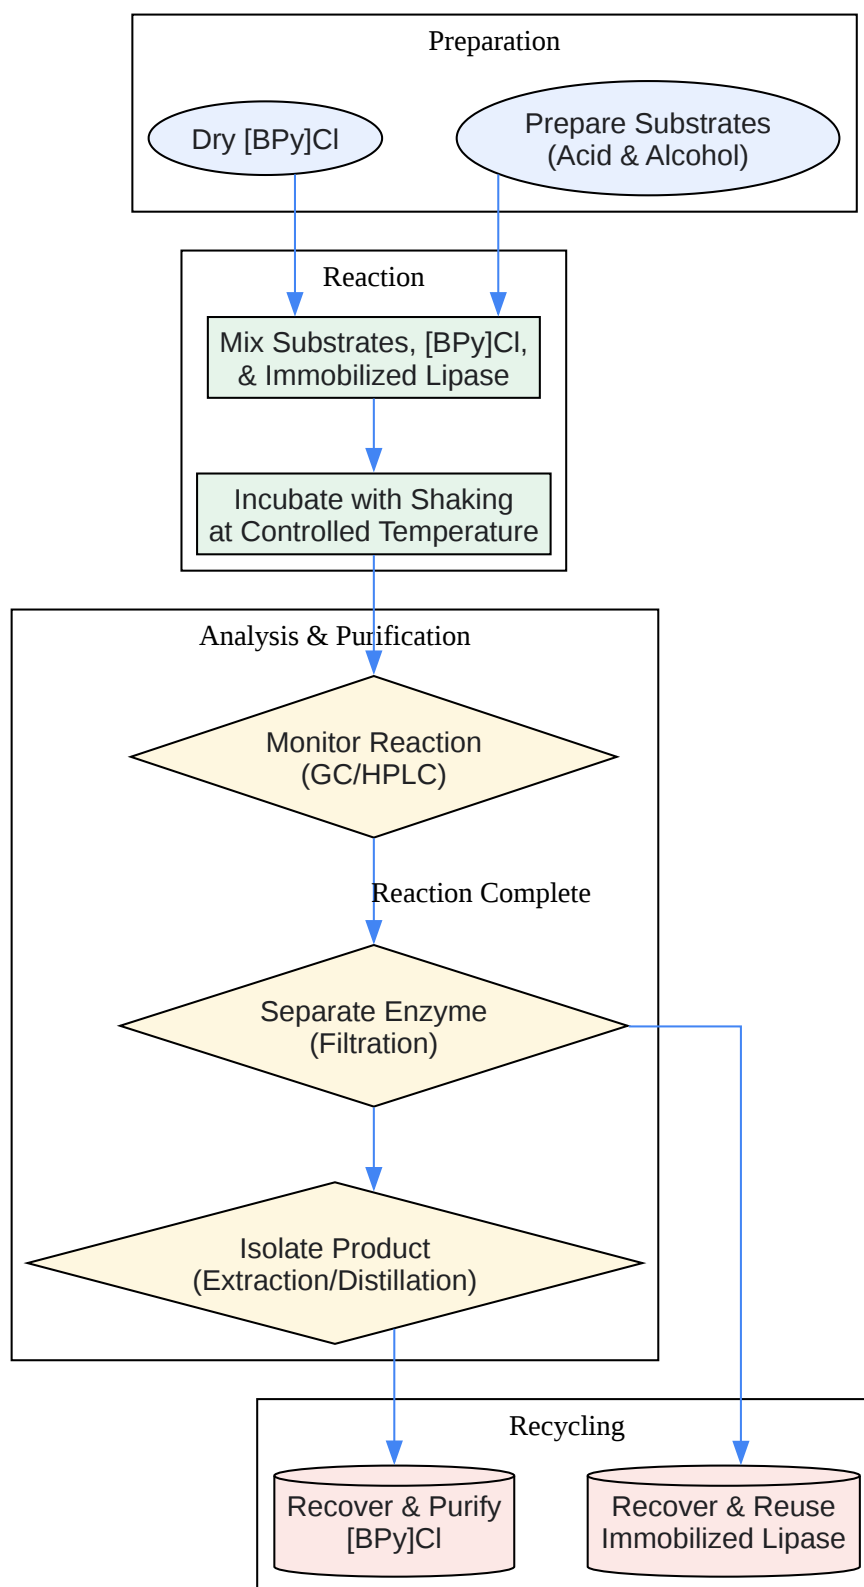 Preparation
Dry [BPy]Cl
Prepare Substrates
(Acid & Alcohol)
Reaction
Mix Substrates, [BPy]Cl,
& Immobilized Lipase
Incubate with Shaking
at Controlled Temperature
Analysis & Purification
Monitor Reaction
(GC/HPLC)
Reaction Complete
Separate Enzyme
(Filtration)
Isolate Product
(Extraction/Distillation)
Recycling
Recover & Purify
[BPy]Cl
Recover & Reuse
Immobilized Lipase